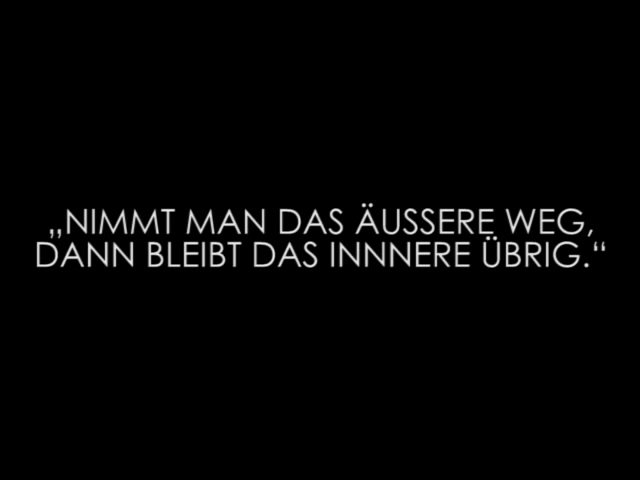 „NIMMT MAN DAS ÄUSSERE WEG,
DANN BLEIBT DAS INNNERE ÜBRIG.“